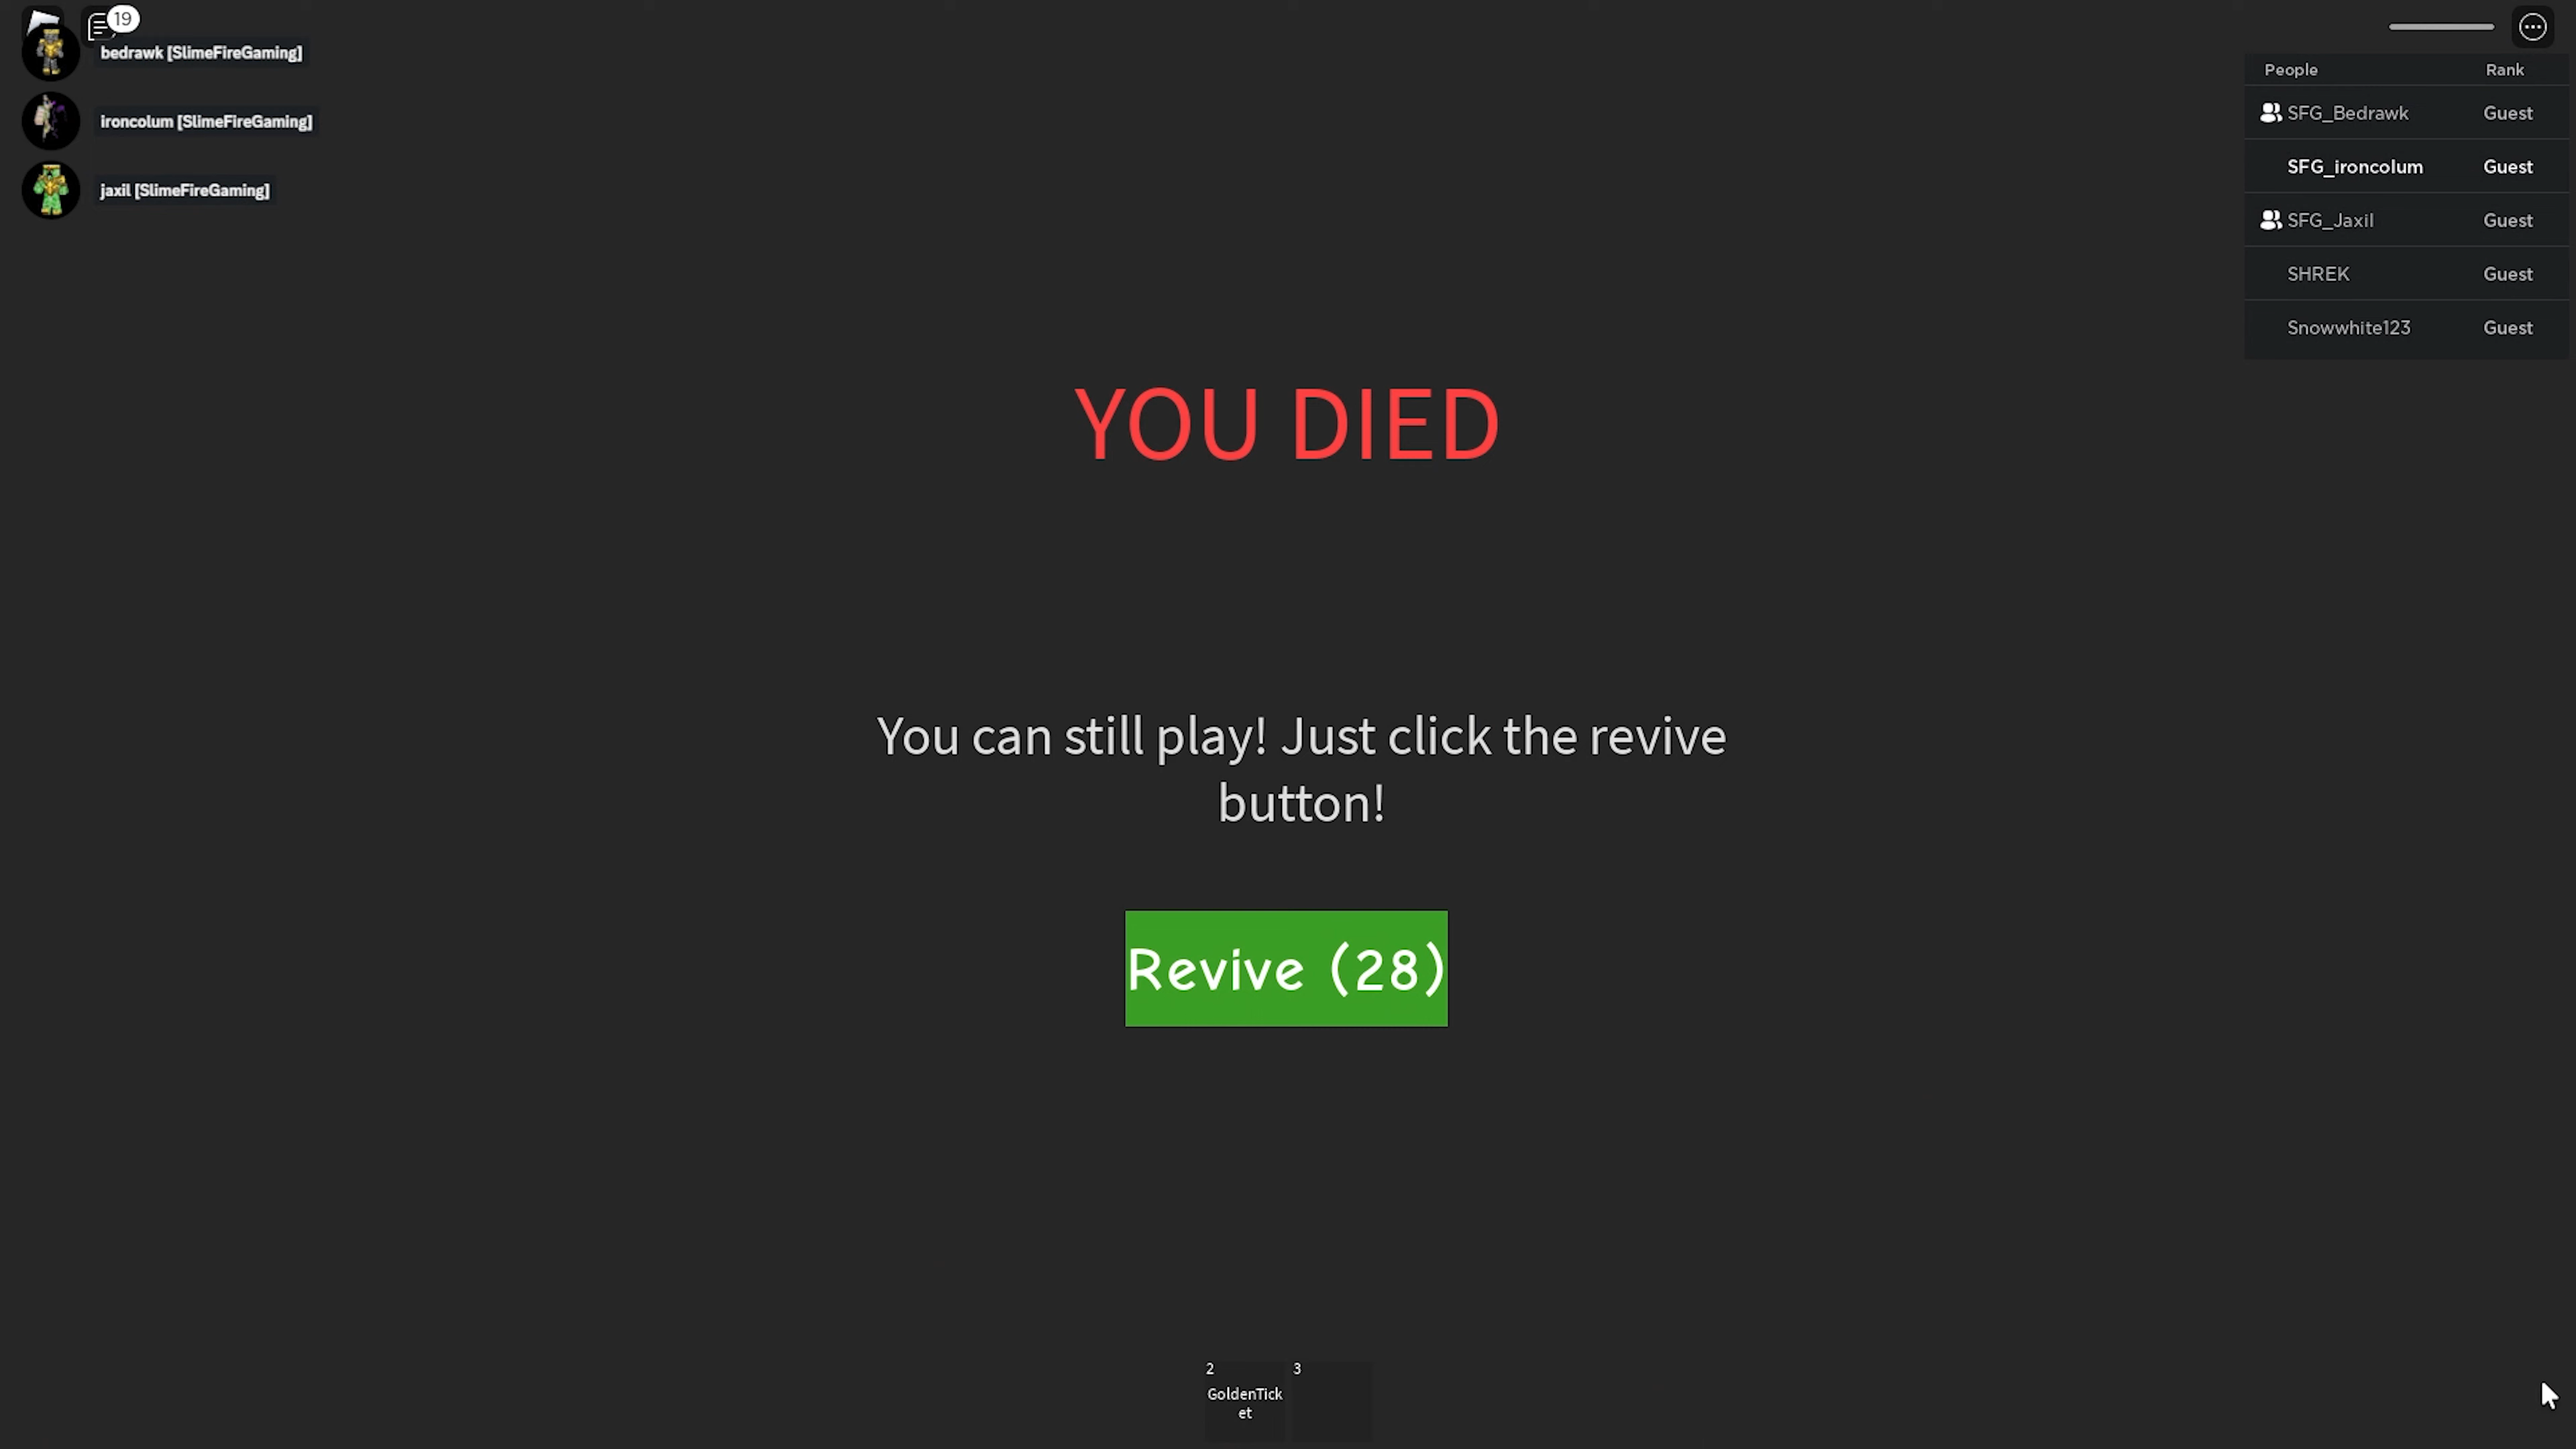 19
bedrawk [SlimeFireGaming]
ironcolum [SlimeFireGaming]
jaxil [SlimeFireGaming]
People Rank
SFG_Bedrawk Guest
SFG_ironcolum Guest
SFG_Jaxil Guest
SHREK Guest
Snowwhite123 Guest
YOU DIED
You can still play! Just click the revive
button!
Revive (28)
2 3
GoldenTick
et